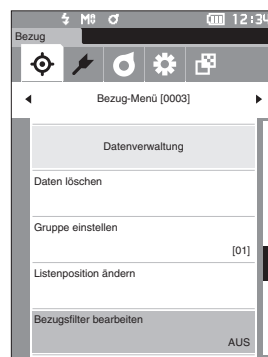 M 12:34
Bezug
Bezug-Menü [0003]
Datenverwaltung
Daten löschen
Gruppe einstellen
[01]
Listenposition ändern
Bezugsfilter bearbeiten
AUS